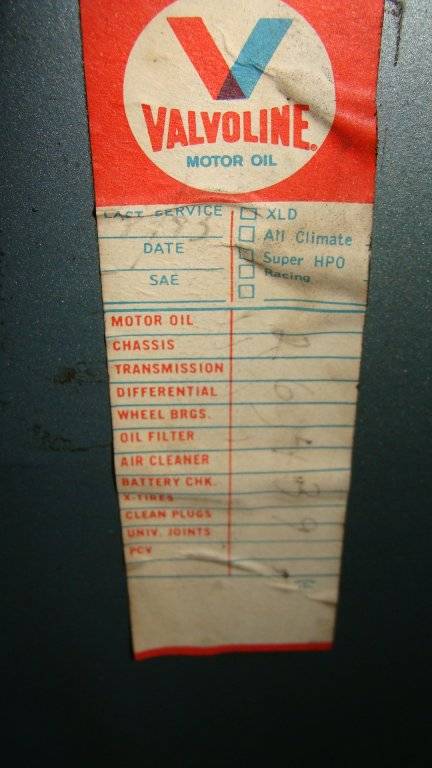 VALVOLINE®
MOTOR OIL
LAST SERVICE
DATE
SAE
XLD
All Climate
Super HPO
Racing
MOTOR OIL
CHASSIS
TRANSMISSION
DIFFERENTIAL
WHEEL BRGS.
OIL FILTER
AIR CLEANER
BATTERY CHK.
X-TIRES
CLEAN PLUGS
UNIV. JOINTS
PCV